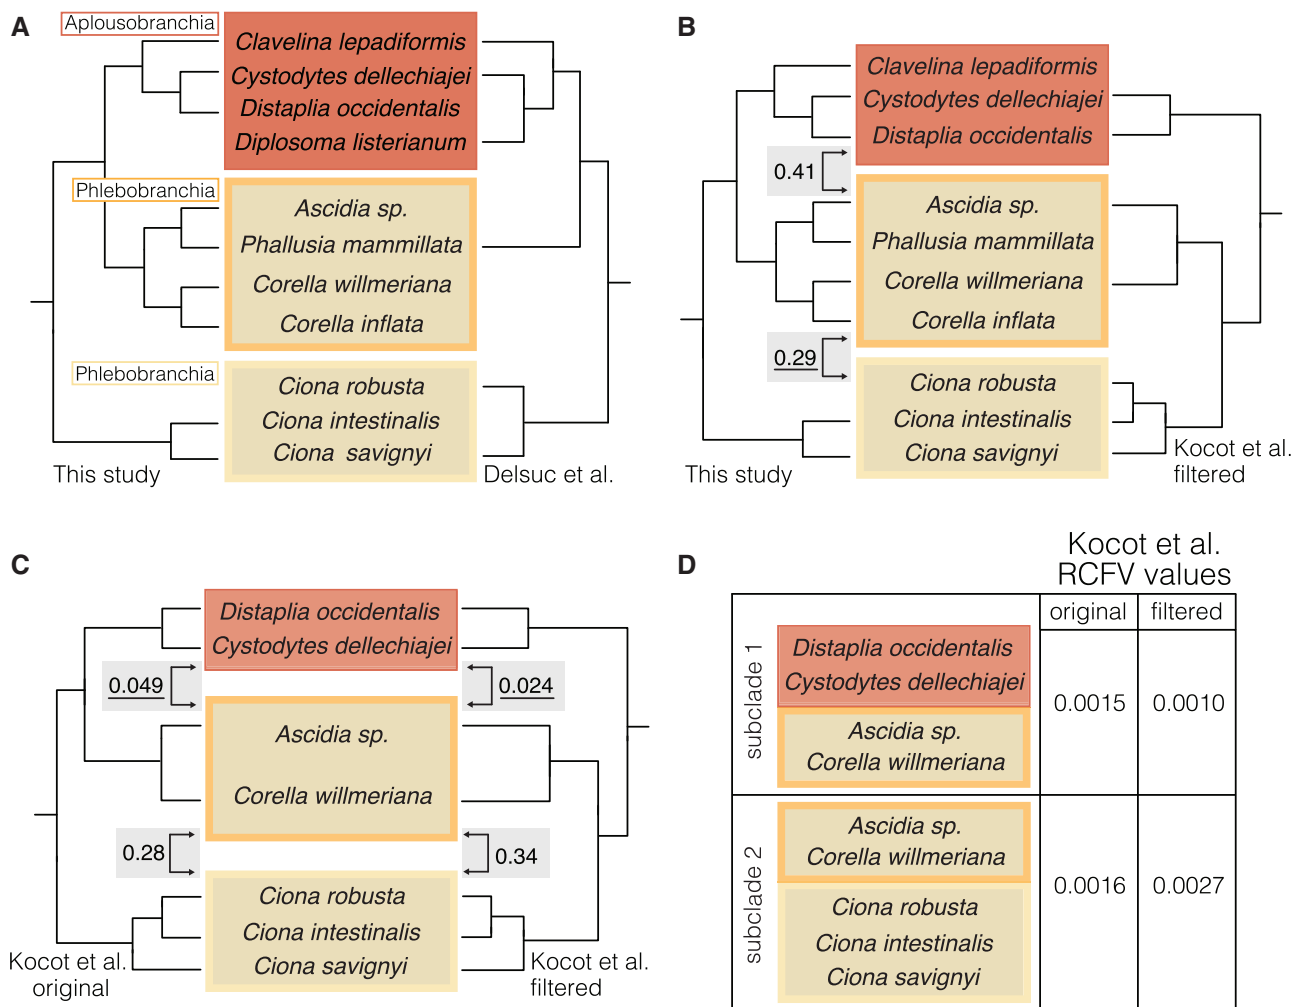 A
Aplousobranchia
Clavelina lepadiformis
Cystodytes dellechiajei
Distaplia occidentalis
Diplosoma listerianum
Phlebobranchia
Ascidia sp.
Phallusia mammillata
Corella willmeriana
Corella inflata
Phlebobranchia
Ciona robusta
Ciona intestinalis
Ciona savignyi
This study
Delsuc et al.
B
Clavelina lepadiformis
Cystodytes dellechiajei
Distaplia occidentalis
0.41
Ascidia sp.
Phallusia mammillata
Corella willmeriana
Corella inflata
0.29
Ciona robusta
Ciona intestinalis
Ciona savignyi
This study
Kocot et al.
filtered
C
Distaplia occidentalis
Cystodytes dellechiajei
0.049
0.024
Ascidia sp.
Corella willmeriana
0.28
0.34
Ciona robusta
Ciona intestinalis
Ciona savignyi
Kocot et al.
original
Kocot et al.
filtered
D
Kocot et al.
RCFV values
original
filtered
subclade 1
Distaplia occidentalis
Cystodytes dellechiajei
Ascidia sp.
Corella willmeriana
0.0015
0.0010
subclade 2
Ascidia sp.
Corella willmeriana
Ciona robusta
Ciona intestinalis
Ciona savignyi
0.0016
0.0027